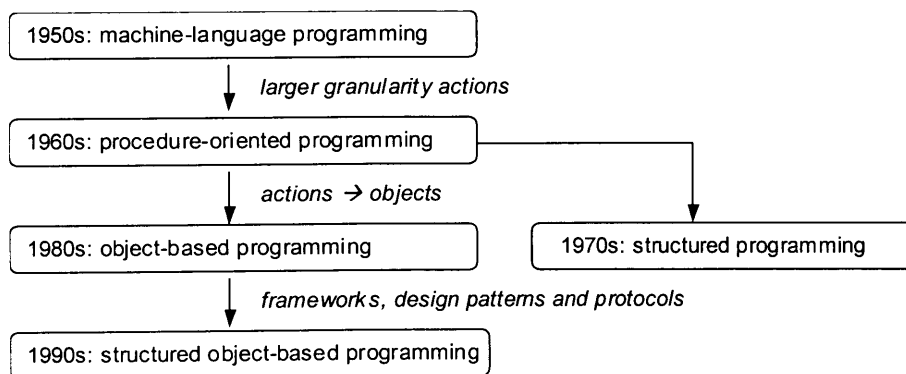 1950s: machine-language programming
larger granularity actions
1960s: procedure-oriented programming
actions → objects
1980s: object-based programming
1970s: structured programming
frameworks, design patterns and protocols
1990s: structured object-based programming